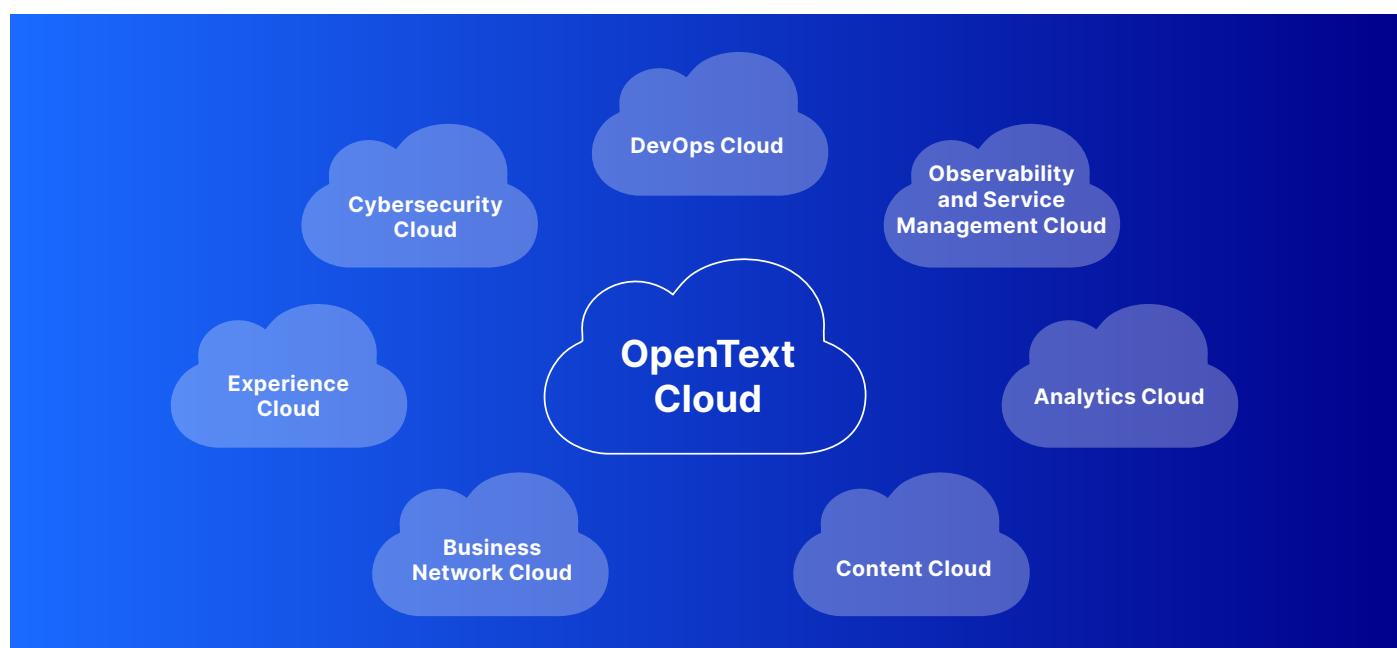 DevOps Cloud
Observability
and Service
Management Cloud
Cybersecurity
Cloud
OpenText
Cloud
Experience
Cloud
Analytics Cloud
Business
Network Cloud
Content Cloud